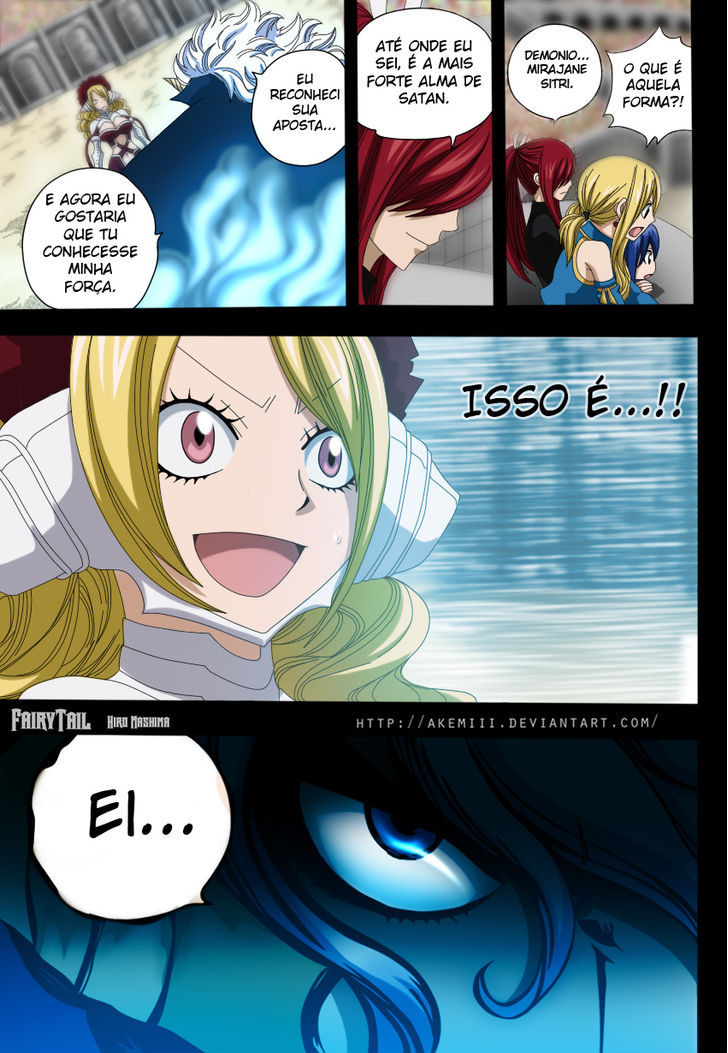 O QUE É
AQUELA
FORMA?!
DEMONIO...
MIRAJANE
SITRI.
ATÉ ONDE EU
SEI, É A MAIS
FORTE ALMA DE
SATAN.
EU
RECONHECI
SUA
APOSTA...
E AGORA EU
GOSTARIA
QUE TU
CONHECESSE
MINHA
FORÇA.
ISSO É...!!
FAIRY TAIL HIRO MASHIMA
HTTP://AKEMIII.DEVIANTART.COM/
EI...